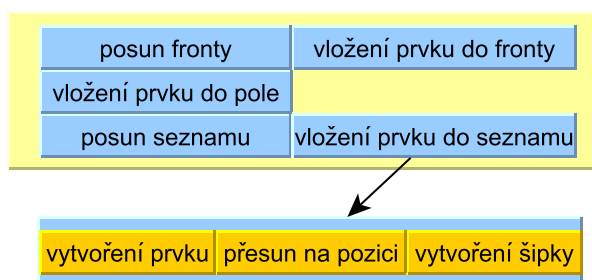 posun fronty vložení prvku do fronty
vložení prvku do pole
posun seznamu vložení prvku do seznamu
vytvoření prvku přesun na pozici vytvoření šipky